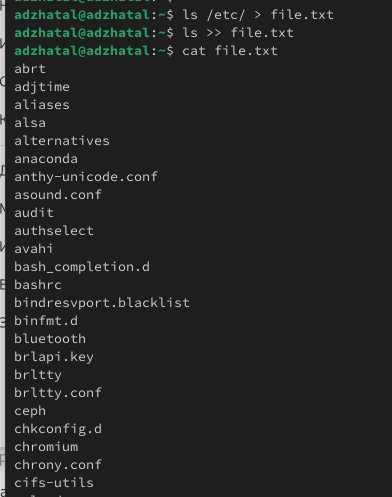 adzhatal@adzhatal:~$ ls /etc/ > file.txt
adzhatal@adzhatal:~$ ls >> file.txt
adzhatal@adzhatal:~$ cat file.txt
abrt
adjtime
aliases
alsa
alternatives
anaconda
anthy-unicode.conf
asound.conf
audit
authselect
avahi
bash_completion.d
bashrc
bindresvport.blacklist
binfmt.d
bluetooth
brlapi.key
brltty
brltty.conf
ceph
chkconfig.d
chromium
chrony.conf
cifs-utils